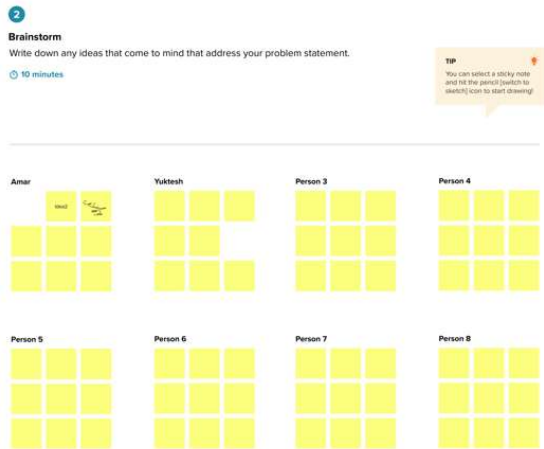 2
Brainstorm
Write down any ideas that come to mind that address your problem statement.
10 minutes
TIP
You can select a sticky note
and hit the pencil [switch to
sketch] icon to start drawing!
Amar
Yuktesh
Person 3
Person 4
Idea2
Person 5
Person 6
Person 7
Person 8